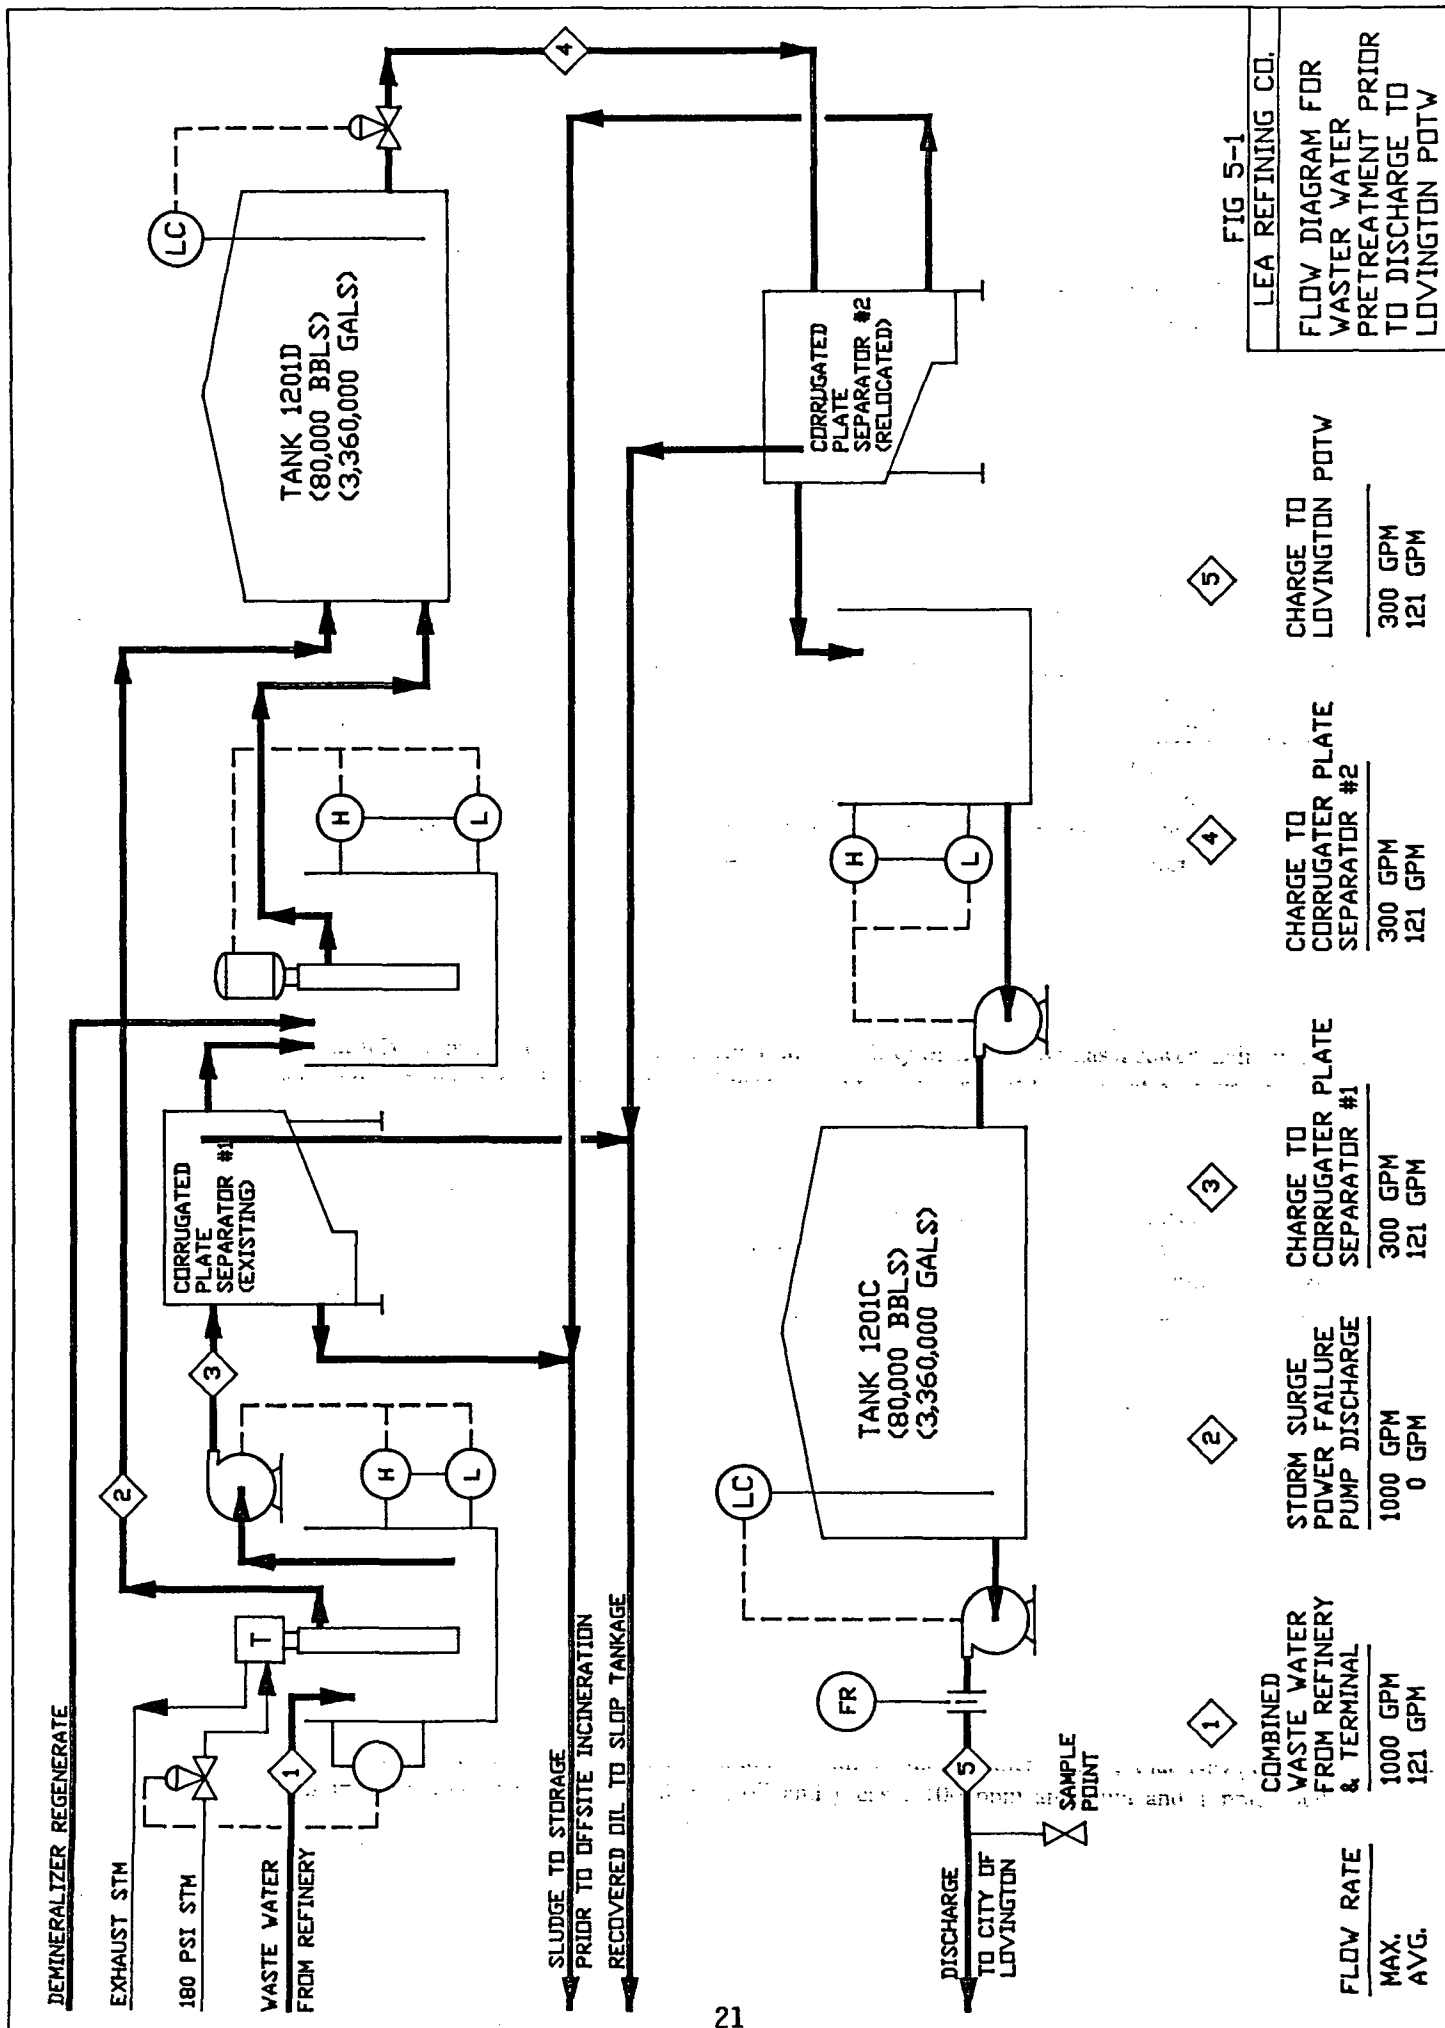 DEMINERALIZER REGENERATE
EXHAUST STM
180 PSI STM
WASTE WATER
FROM REFINERY
1
T
2
H
L
3
CORRUGATED
PLATE
SEPARATOR #1
(EXISTING)
H
L
TANK 1201D
(80,000 BBLS)
(3,360,000 GALS)
LC
4
SLUDGE TO STORAGE
PRIOR TO OFFSITE INCINERATION
RECOVERED OIL TO SLOP TANKAGE
CORRUGATED
PLATE
SEPARATOR #2
(RELOCATED)
H
L
TANK 1201C
(80,000 BBLS)
(3,360,000 GALS)
LC
FR
5
SAMPLE
POINT
DISCHARGE
TO CITY OF
LOVINGTON
FLOW RATE
MAX.
AVG.
1
COMBINED
WASTE WATER
FROM REFINERY
& TERMINAL
1000 GPM
121 GPM
2
STORM SURGE
POWER FAILURE
PUMP DISCHARGE
1000 GPM
0 GPM
3
CHARGE TO
CORRUGATER PLATE
SEPARATOR #1
300 GPM
121 GPM
4
CHARGE TO
CORRUGATER PLATE
SEPARATOR #2
300 GPM
121 GPM
5
CHARGE TO
LOVINGTON POTW
300 GPM
121 GPM
FIG 5-1
LEA REFINING CO.
FLOW DIAGRAM FOR
WASTER WATER
PRETREATMENT PRIOR
TO DISCHARGE TO
LOVINGTON POTW
21